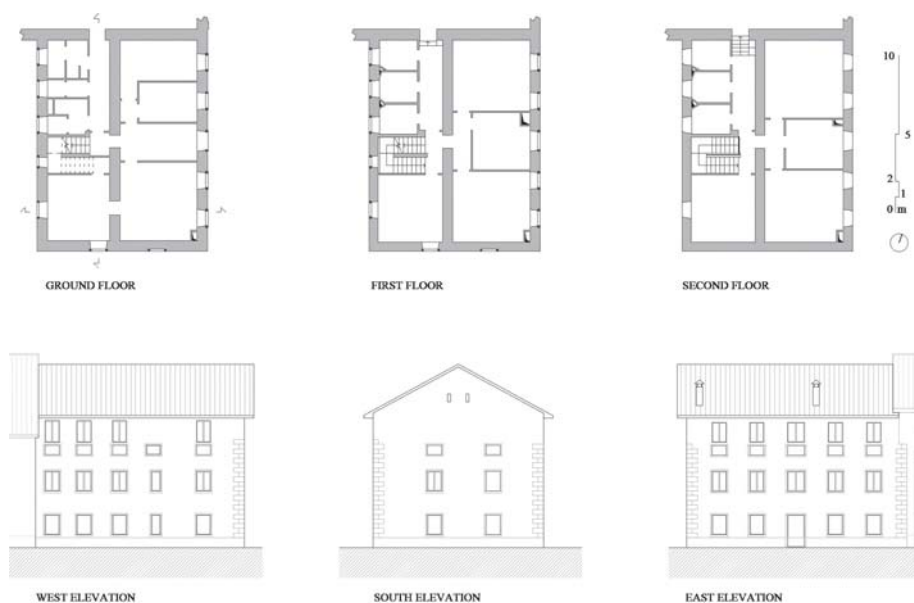 10
5
2
1
0 m
GROUND FLOOR
FIRST FLOOR
SECOND FLOOR
WEST ELEVATION
SOUTH ELEVATION
EAST ELEVATION